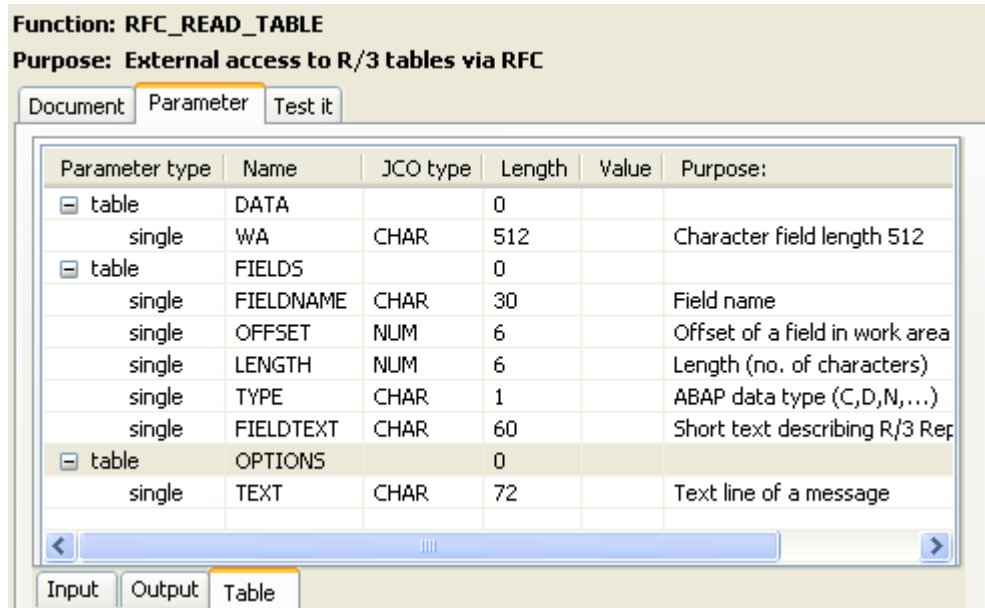 Function: RFC_READ_TABLE
Purpose: External access to R/3 tables via RFC
Document Parameter Test it
Parameter type Name JCO type Length Value Purpose:
table DATA 0
single WA CHAR 512 Character field length 512
table FIELDS 0
single FIELDNAME CHAR 30 Field name
single OFFSET NUM 6 Offset of a field in work area
single LENGTH NUM 6 Length (no. of characters)
single TYPE CHAR 1 ABAP data type (C,D,N,...)
single FIELDTEXT CHAR 60 Short text describing R/3 Rep
table OPTIONS 0
single TEXT CHAR 72 Text line of a message
Input Output Table